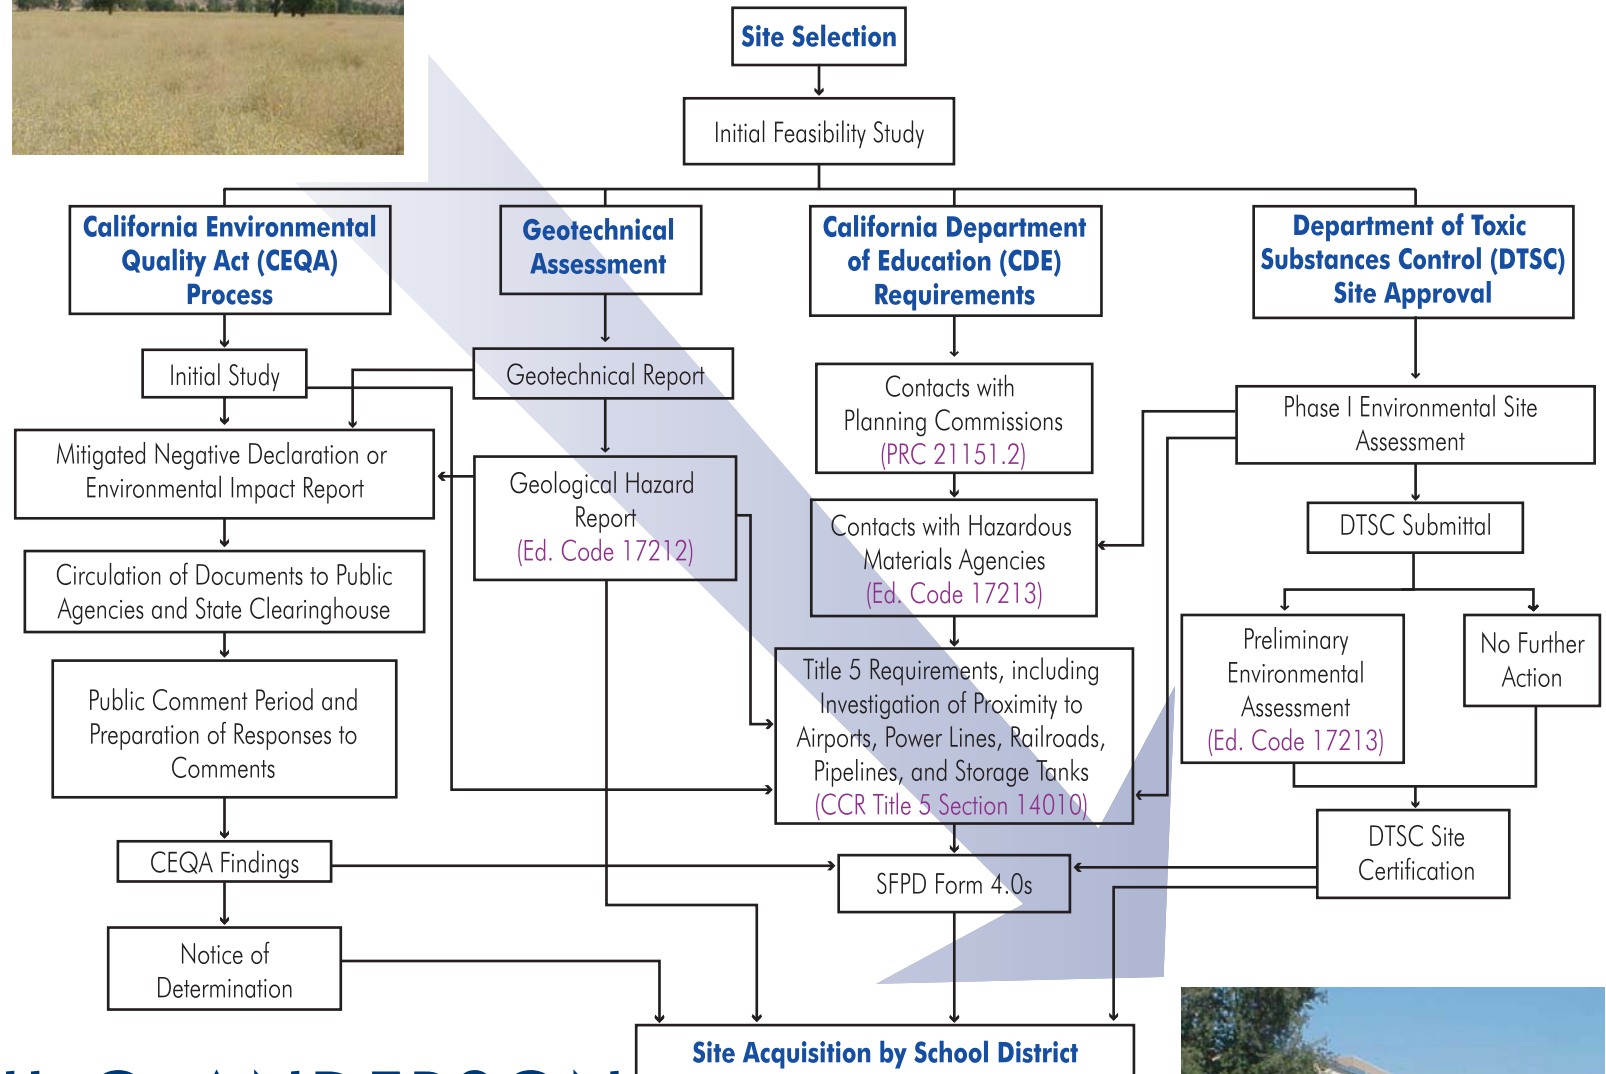 Site Selection
Initial Feasibility Study
California Environmental
Quality Act (CEQA)
Process
Geotechnical
Assessment
California Department
of Education (CDE)
Requirements
Department of Toxic
Substances Control (DTSC)
Site Approval
Initial Study
Geotechnical Report
Contacts with
Planning Commissions
(PRC 21151.2)
Phase I Environmental Site
Assessment
Mitigated Negative Declaration or
Environmental Impact Report
Geological Hazard
Report
(Ed. Code 17212)
Contacts with Hazardous
Materials Agencies
(Ed. Code 17213)
DTSC Submittal
Circulation of Documents to Public
Agencies and State Clearinghouse
Preliminary
Environmental
Assessment
(Ed. Code 17213)
No Further
Action
Public Comment Period and
Preparation of Responses to
Comments
Title 5 Requirements, including
Investigation of Proximity to
Airports, Power Lines, Railroads,
Pipelines, and Storage Tanks
(CCR Title 5 Section 14010)
CEQA Findings
SFPD Form 4.0s
DTSC Site
Certification
Notice of
Determination
Site Acquisition by School District
ANDERSON